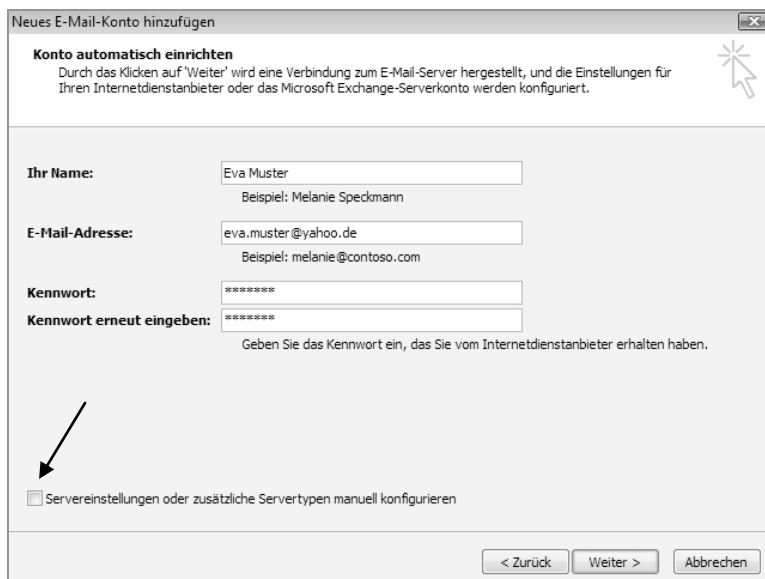 Neues E-Mail-Konto hinzufügen
Konto automatisch einrichten
Durch das Klicken auf 'Weiter' wird eine Verbindung zum E-Mail-Server hergestellt, und die Einstellungen für
Ihren Internetdienstanbieter oder das Microsoft Exchange-Serverkonto werden konfiguriert.
Ihr Name: Eva Muster
Beispiel: Melanie Speckmann
E-Mail-Adresse: eva.muster@yahoo.de
Beispiel: melanie@contoso.com
Kennwort: *******
Kennwort erneut eingeben: *******
Geben Sie das Kennwort ein, das Sie vom Internetdienstanbieter erhalten haben.
Servereinstellungen oder zusätzliche Servertypen manuell konfigurieren
< Zurück Weiter > Abbrechen